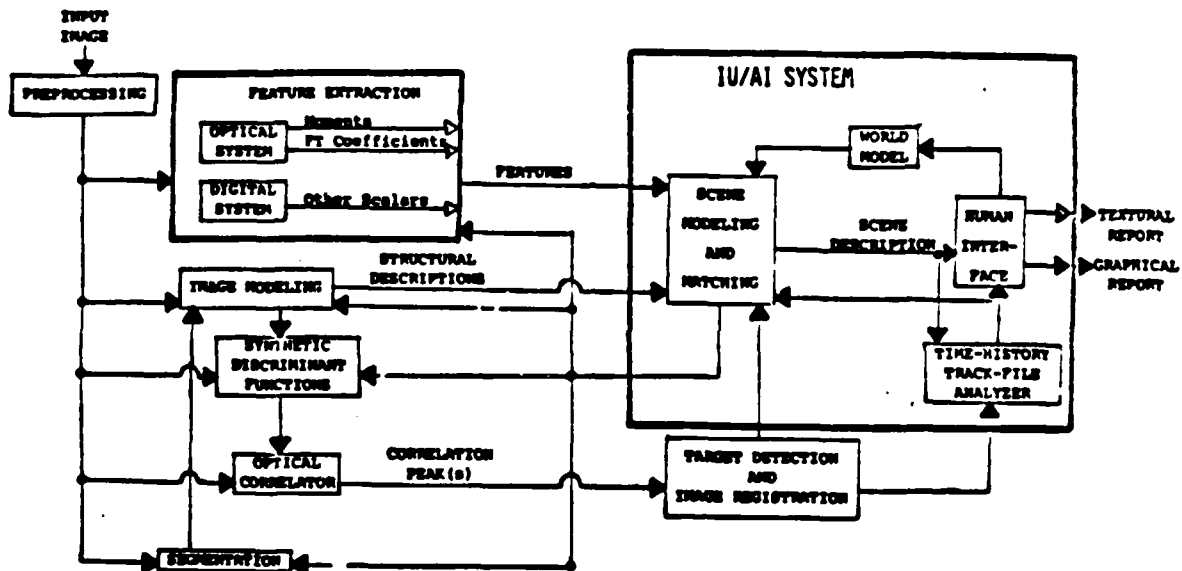 INPUT
IMAGE
PREPROCESSING
FEATURE EXTRACTION
OPTICAL
SYSTEM
Moments
FT Coefficients
DIGITAL
SYSTEM
Other Scalers
FEATURES
STRUCTURAL
DESCRIPTIONS
IMAGE MODELING
SYNTHETIC
DISCRIMINANT
FUNCTIONS
OPTICAL
CORRELATOR
CORRELATION
PEAK(s)
SEGMENTATION
IU/AI SYSTEM
WORLD
MODEL
SCENE
MODELING
AND
MATCHING
SCENE
DESCRIPTION
HUMAN
INTER-
FACE
TEXTURAL
REPORT
GRAPHICAL
REPORT
TIME-HISTORY
TRACK-FILE
ANALYZER
TARGET DETECTION
AND
IMAGE REGISTRATION